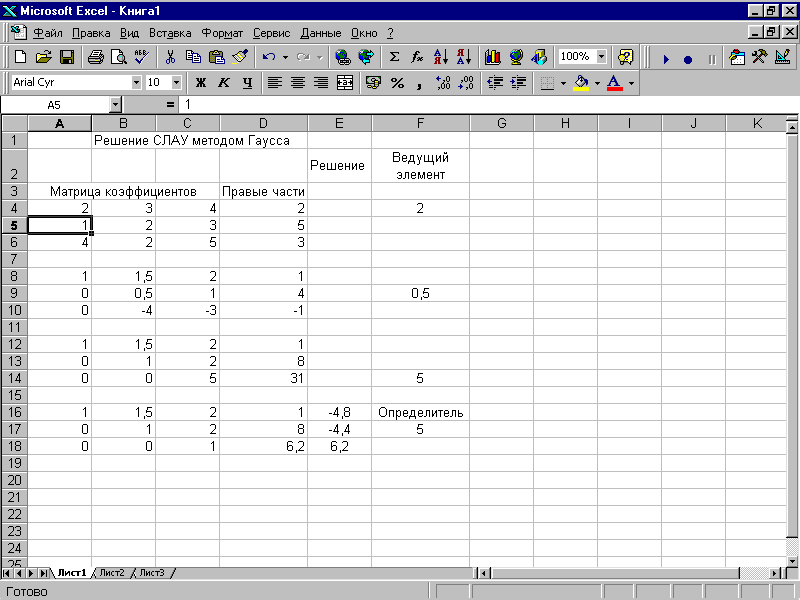 Microsoft Excel - Книга1
Файл Правка Вид Вставка Формат Сервис Данные Окно ?
100%
Arial Cyr 10 Ж К Ч
A5 = 1
A B C D E F G H I J K
1 Решение СЛАУ методом Гаусса
2 Решение Ведущий элемент
3 Матрица коэффициентов Правые части
4 2 3 4 2 2
5 1 2 3 5
6 4 2 5 3
7
8 1 1,5 2 1
9 0 0,5 1 4 0,5
10 0 -4 -3 -1
11
12 1 1,5 2 1
13 0 1 2 8
14 0 0 5 31 5
15
16 1 1,5 2 1 -4,8 Определитель
17 0 1 2 8 -4,4 5
18 0 0 1 6,2 6,2
19
20
21
22
23
24
25
Лист1 Лист2 Лист3
Готово